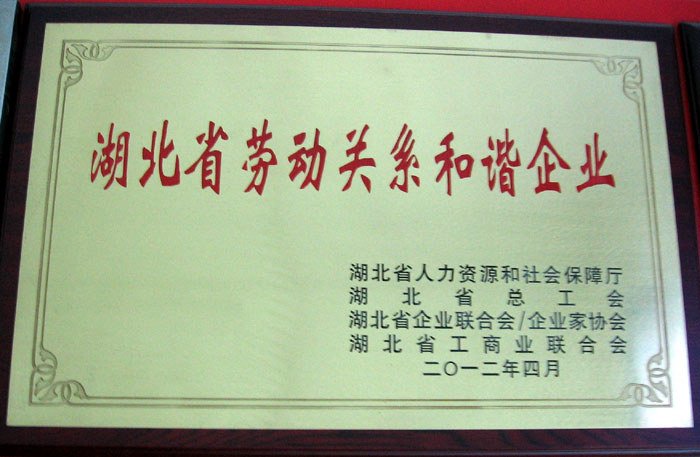 湖北省劳动关系和谐企业
湖北省人力资源和社会保障厅
湖北省总工会
湖北省企业联合会/企业家协会
湖北省工商业联合会
二〇一二年四月